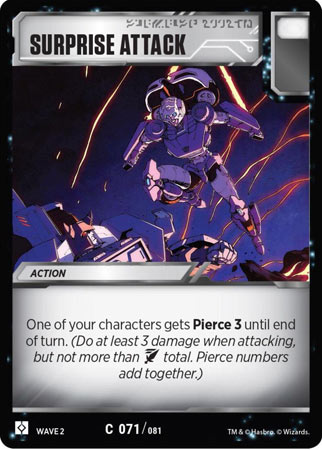 SURPRISE ATTACK
ACTION
One of your characters gets Pierce 3 until end
of turn. (Do at least 3 damage when attacking,
but not more than total. Pierce numbers
add together.)
WAVE 2
C 071/081
TM & © Hasbro. © Wizards.